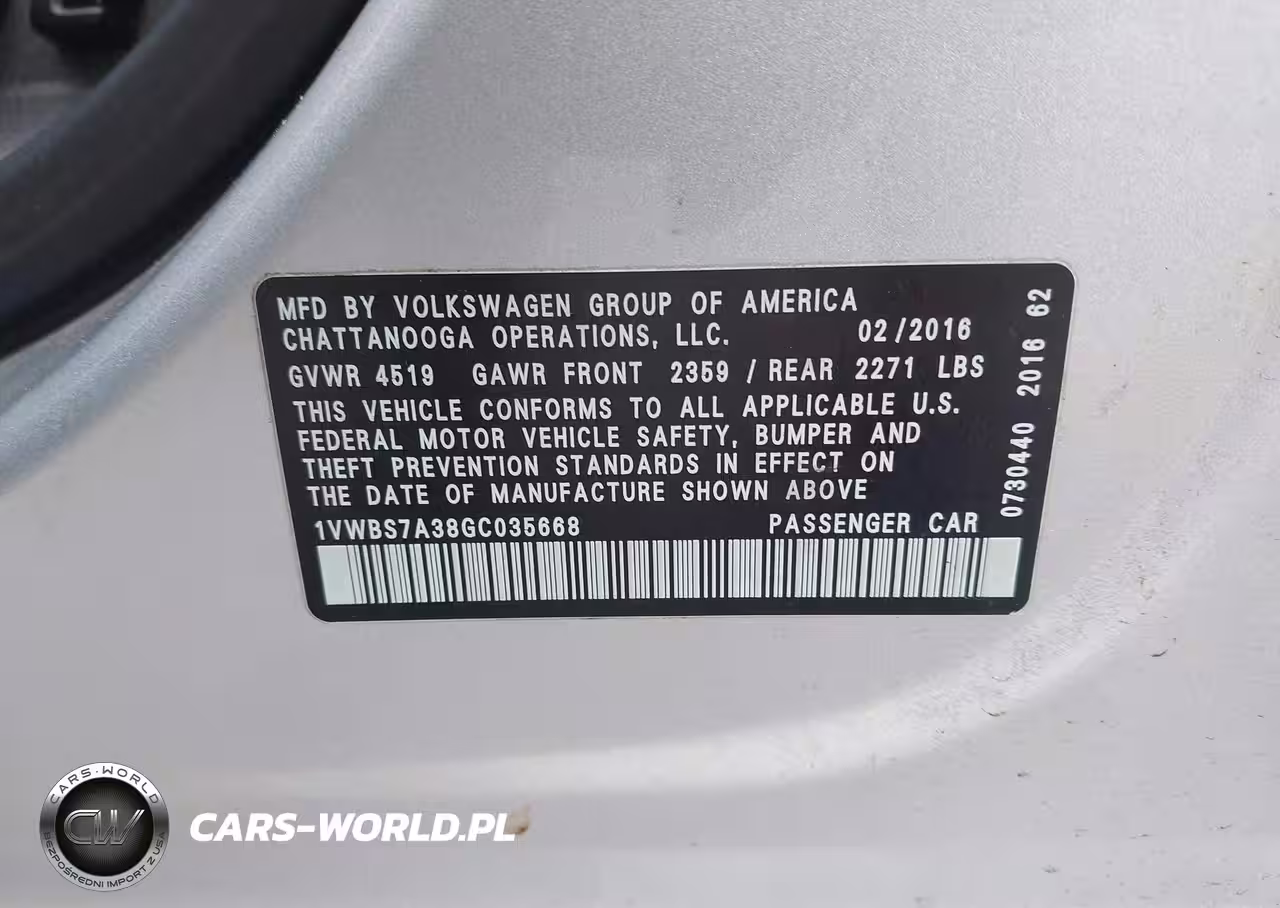 MFD BY VOLKSWAGEN GROUP OF AMERICA
CHATTANOOGA OPERATIONS, LLC. 02/2016
GVWR 4519 GAWR FRONT 2359 / REAR 2271 LBS
THIS VEHICLE CONFORMS TO ALL APPLICABLE U.S.
FEDERAL MOTOR VEHICLE SAFETY, BUMPER AND
THEFT PREVENTION STANDARDS IN EFFECT ON
THE DATE OF MANUFACTURE SHOWN ABOVE
1VWBS7A38GC035668 PASSENGER CAR
0730440 2016 62
CARS-WORLD
CW
BEZPOŚREDNI IMPORT Z USA
CARS-WORLD.PL